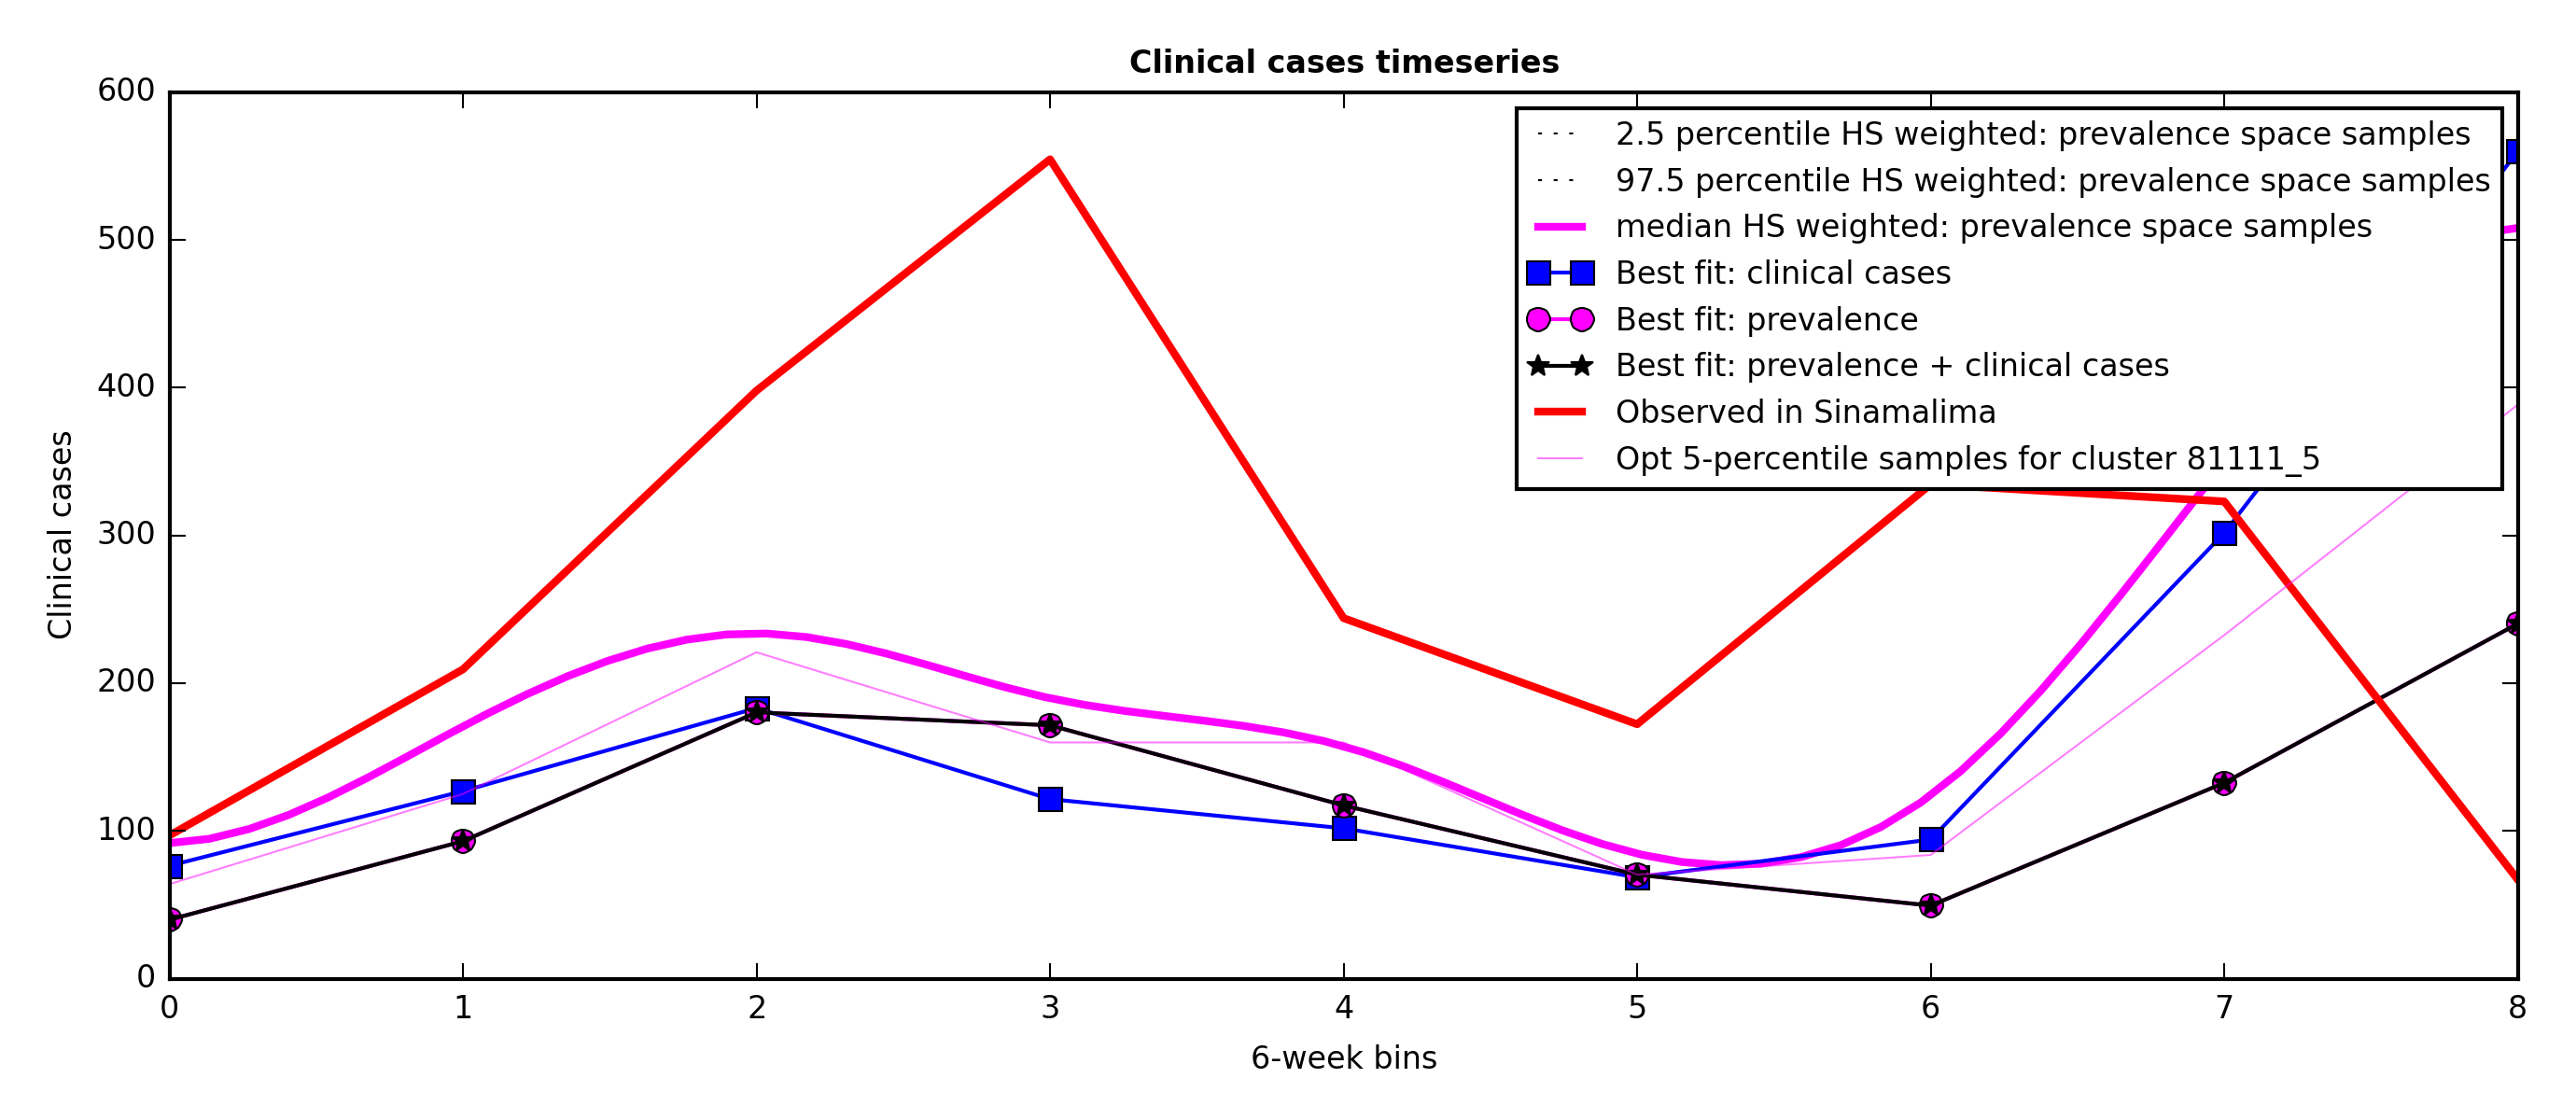 Clinical cases timeseries
600
500
400
300
200
100
0
Clinical cases
2.5 percentile HS weighted: prevalence space samples
97.5 percentile HS weighted: prevalence space samples
median HS weighted: prevalence space samples
Best fit: clinical cases
Best fit: prevalence
Best fit: prevalence + clinical cases
Observed in Sinamalima
Opt 5-percentile samples for cluster 81111_5
0 1 2 3 4 5 6 7 8
6-week bins